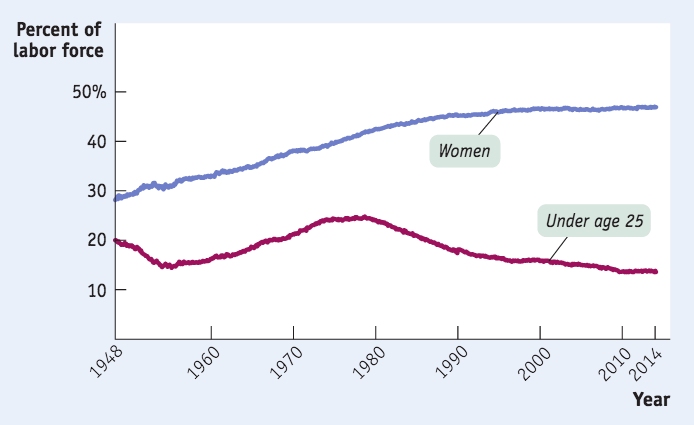 Percent of
labor force
50%
40
30
20
10
Women
Under age 25
1948
1960
1970
1980
1990
2000
2010
2014
Year